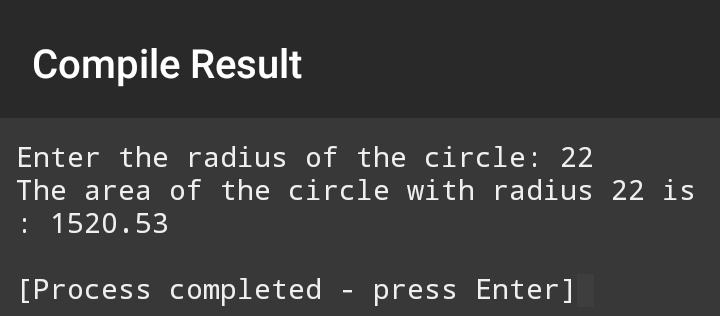 Compile Result
Enter the radius of the circle: 22
The area of the circle with radius 22 is
: 1520.53
[Process completed - press Enter]